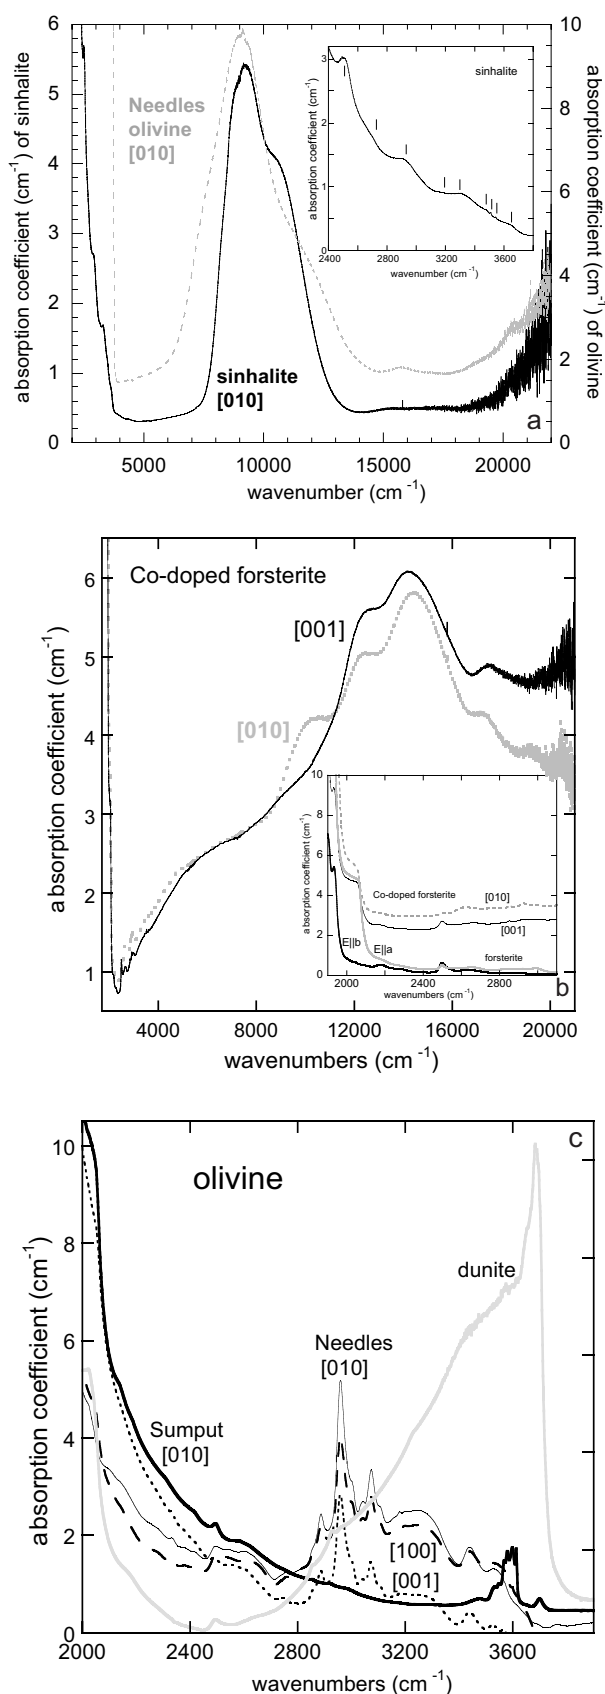 absorption coefficient (cm-1) of sinhalite
6
5
4
3
2
1
0
Needles
olivine
[010]
sinhalite
[010]
absorption coefficient (cm-1)
3
2
1
0
sinhalite
2400 2800 3200 3600
wavenumber (cm-1)
10
8
6
4
2
0
absorption coefficient (cm-1) of olivine
a
5000 10000 15000 20000
wavenumber (cm-1)
absorption coefficient (cm-1)
6
5
4
3
2
1
Co-doped forsterite
[001]
[010]
absorption coefficient (cm-1)
10
8
6
4
2
0
Co-doped forsterite
[010]
[001]
E||b
E||a
forsterite
2000 2400 2800
wavenumbers (cm-1)
b
4000 8000 12000 16000 20000
wavenumbers (cm-1)
absorption coefficient (cm-1)
10
8
6
4
2
0
c
olivine
dunite
Needles
[010]
Sumput
[010]
[100]
[001]
2000 2400 2800 3200 3600
wavenumbers (cm-1)